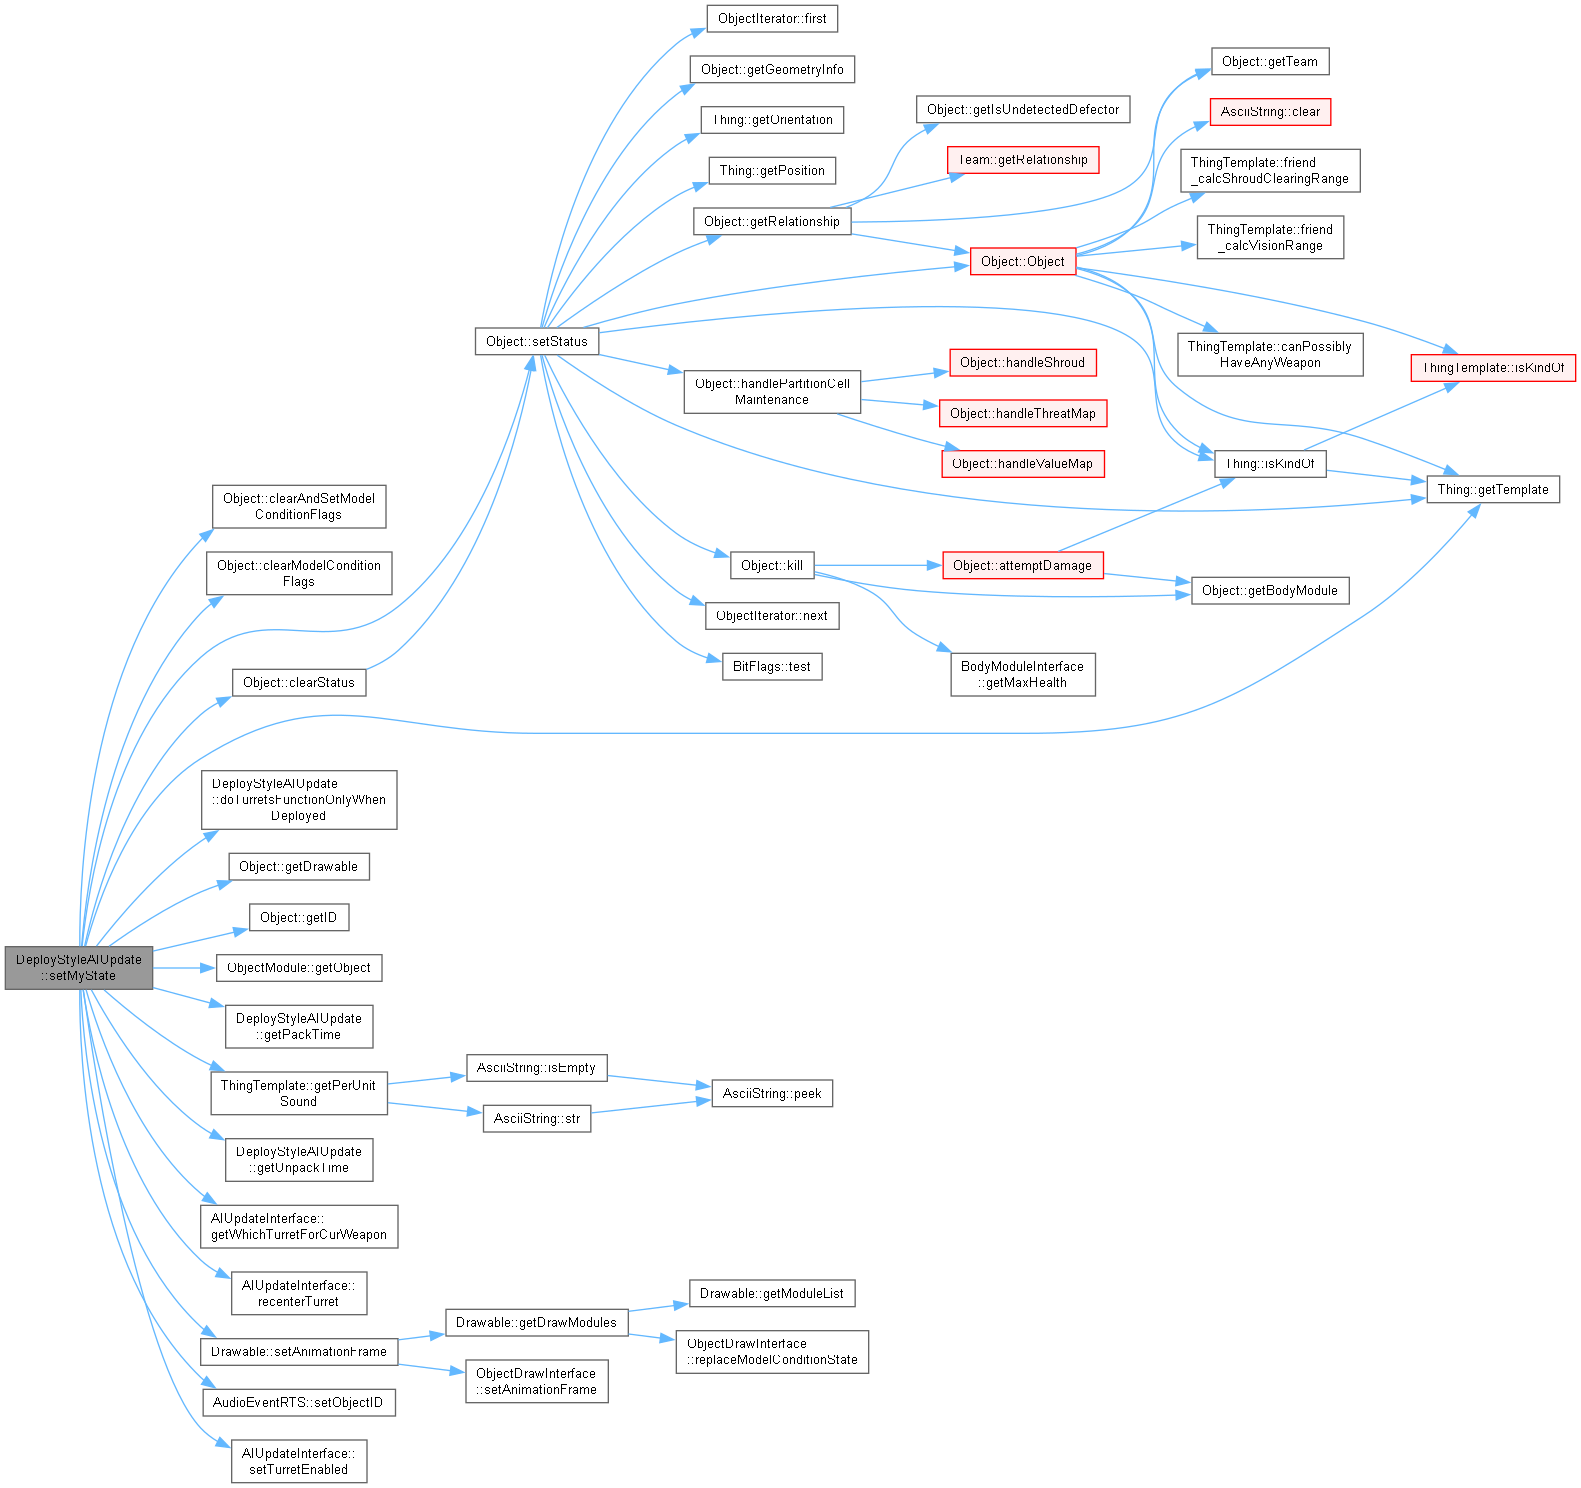 ObjectIterator::first
Object::getGeometryInfo
Thing::getOrientation
Thing::getPosition
Object::getRelationship
Object::getIsUndetectedDefector
Team::getRelationship
Object::Object
Object::getTeam
AsciiString::clear
ThingTemplate::friend
_calcShroudClearingRange
ThingTemplate::friend
_calcVisionRange
ThingTemplate::canPossibly
HaveAnyWeapon
ThingTemplate::isKindOf
Object::setStatus
Object::handlePartitionCell
Maintenance
Object::handleShroud
Object::handleThreatMap
Object::handleValueMap
Thing::isKindOf
Thing::getTemplate
Object::kill
Object::attemptDamage
Object::getBodyModule
ObjectIterator::next
BitFlags::test
BodyModuleInterface
::getMaxHealth
Object::clearAndSetModel
ConditionFlags
Object::clearModelCondition
Flags
Object::clearStatus
DeployStyleAIUpdate
::doTurretsFunctionOnlyWhen
Deployed
Object::getDrawable
Object::getID
DeployStyleAIUpdate
::setMyState
ObjectModule::getObject
DeployStyleAIUpdate
::getPackTime
ThingTemplate::getPerUnit
Sound
AsciiString::isEmpty
AsciiString::str
AsciiString::peek
DeployStyleAIUpdate
::getUnpackTime
AIUpdateInterface::
getWhichTurretForCurWeapon
AIUpdateInterface::
recenterTurret
Drawable::setAnimationFrame
Drawable::getDrawModules
Drawable::getModuleList
ObjectDrawInterface
::replaceModelConditionState
ObjectDrawInterface
::setAnimationFrame
AudioEventRTS::setObjectID
AIUpdateInterface::
setTurretEnabled